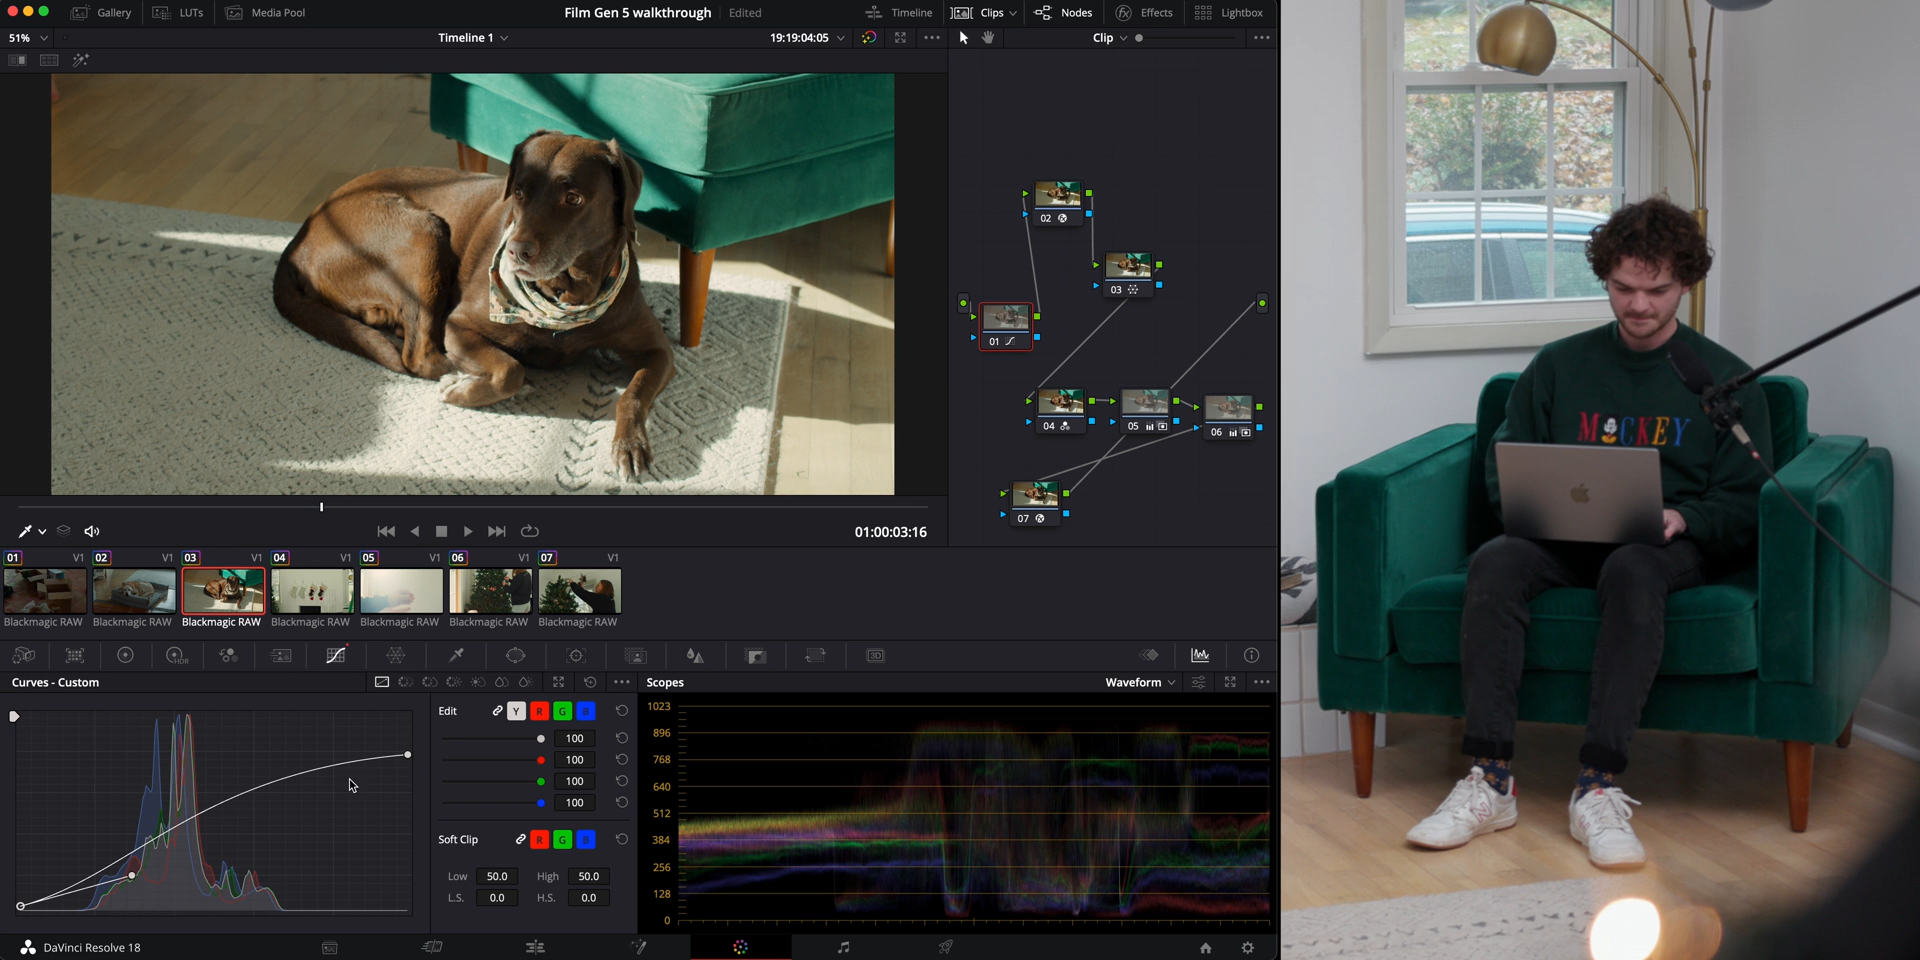 Gallery LUTs Media Pool Film Gen 5 walkthrough Edited Timeline Clips Nodes fx Effects Lightbox
51% Timeline 1 19:19:04:05 Clip
02
03
01
04 05 06
07
01:00:03:16
01 V1 02 V1 03 V1 04 V1 05 V1 06 V1 07 V1
Blackmagic RAW Blackmagic RAW Blackmagic RAW Blackmagic RAW Blackmagic RAW Blackmagic RAW Blackmagic RAW
HDR 3D
Curves - Custom Scopes Waveform
Edit Y R G B
100
100
100
100
Soft Clip R G B
Low 50.0 High 50.0
L.S. 0.0 H.S. 0.0
1023
896
768
640
512
384
256
128
0
DaVinci Resolve 18
MICKEY